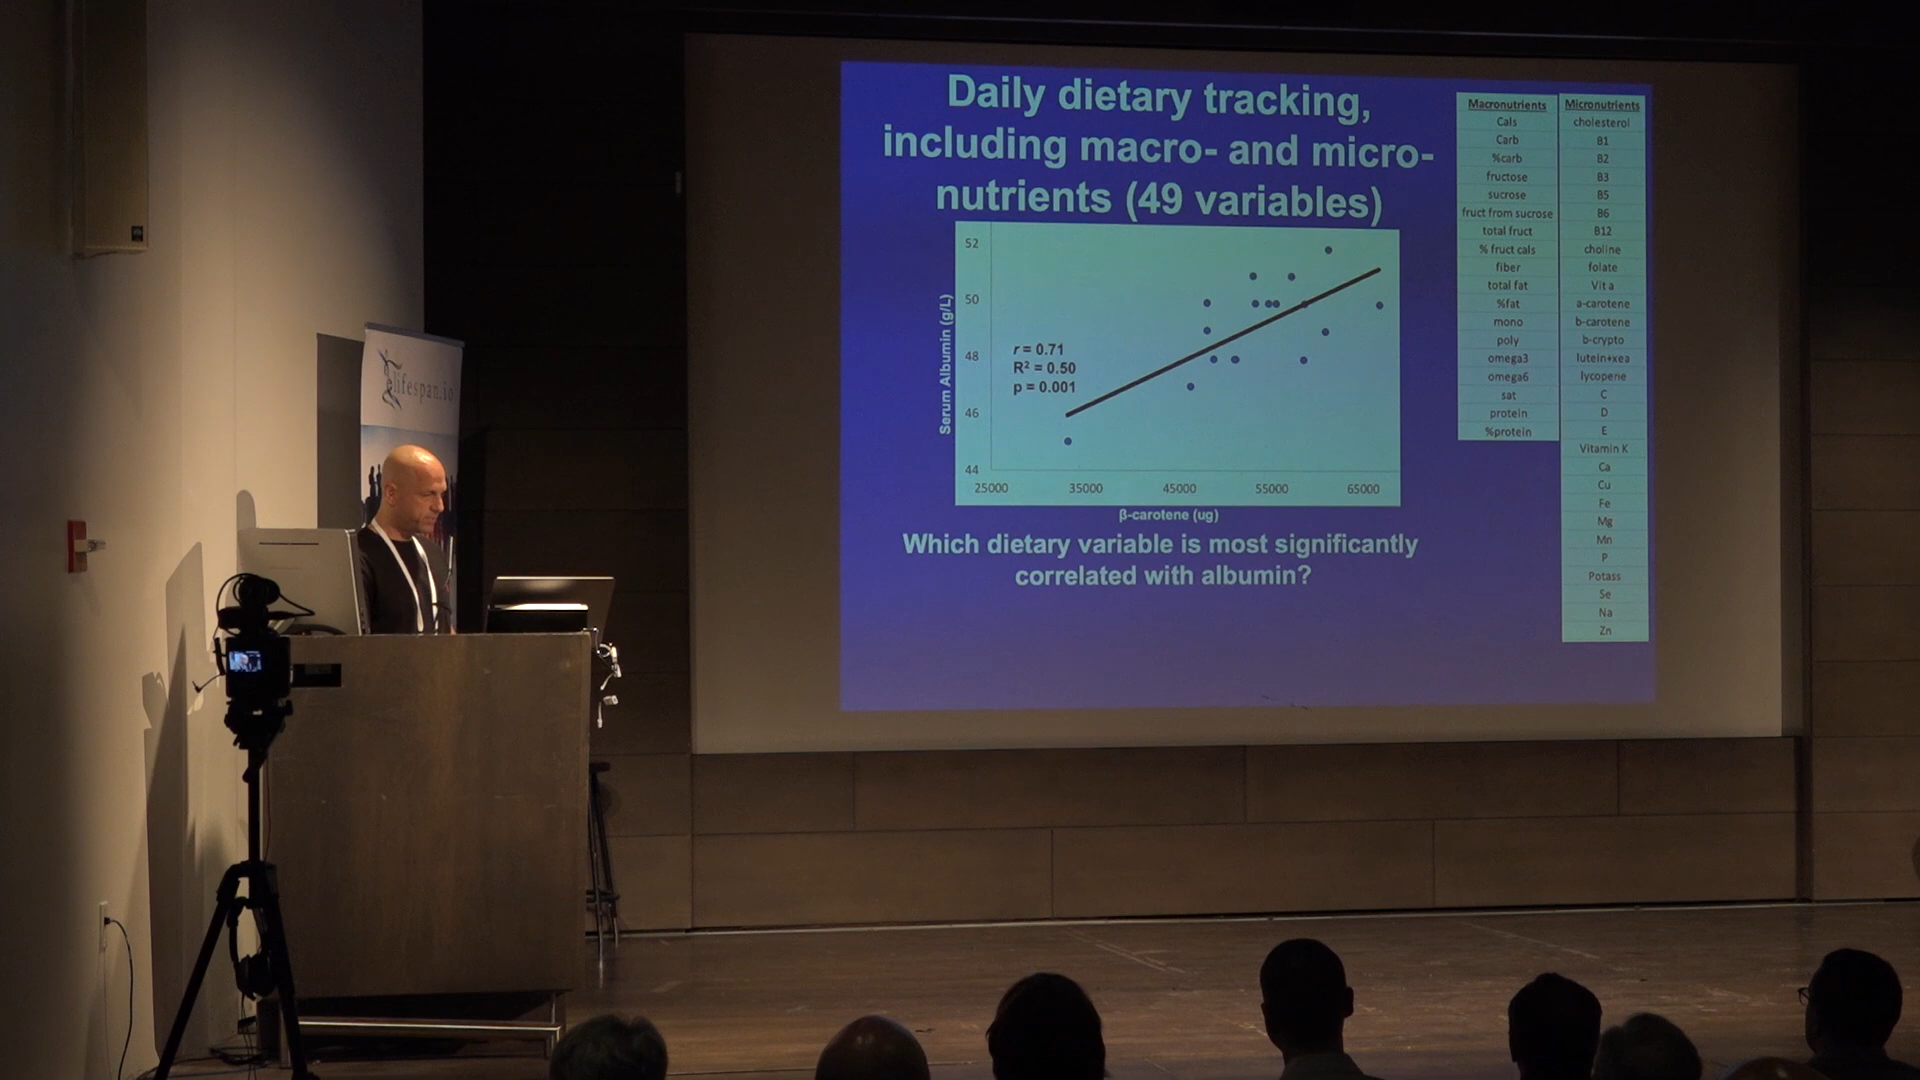 Daily dietary tracking,
including macro- and micro-
nutrients (49 variables)
52
50
48
46
44
Serum Albumin (g/L)
r = 0.71
R² = 0.50
p = 0.001
25000 35000 45000 55000 65000
β-carotene (ug)
Which dietary variable is most significantly
correlated with albumin?
Macronutrients
Cals
Carb
%carb
fructose
sucrose
fruct from sucrose
total fruct
% fruct cals
fiber
total fat
%fat
mono
poly
omega3
omega6
sat
protein
%protein
Micronutrients
cholesterol
B1
B2
B3
B5
B6
B12
choline
folate
Vit a
a-carotene
b-carotene
b-crypto
lutein+xea
lycopene
C
D
E
Vitamin K
Ca
Cu
Fe
Mg
Mn
P
Potass
Se
Na
Zn
lifespan.io